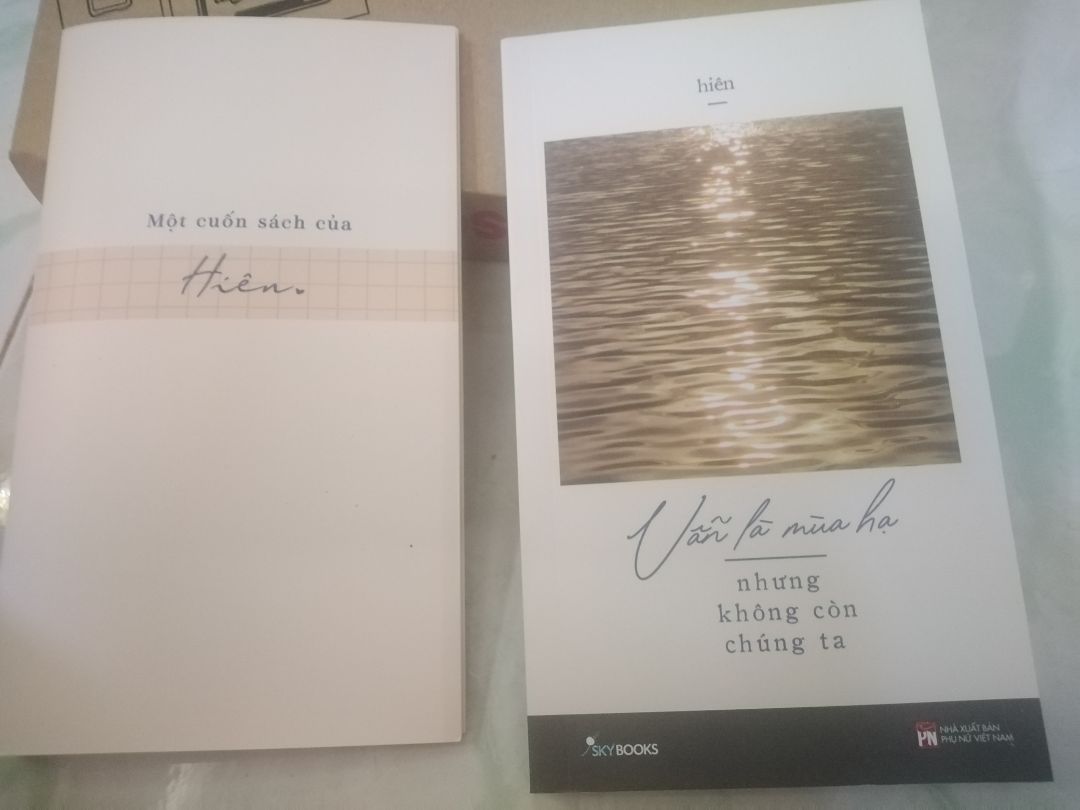 Một cuốn sách của
Hiên.
hiên
Vẫn là mùa hạ
nhưng
không còn
chúng ta
SKYBOOKS
PN
NHÀ XUẤT BẢN
PHỤ NỮ VIỆT NAM